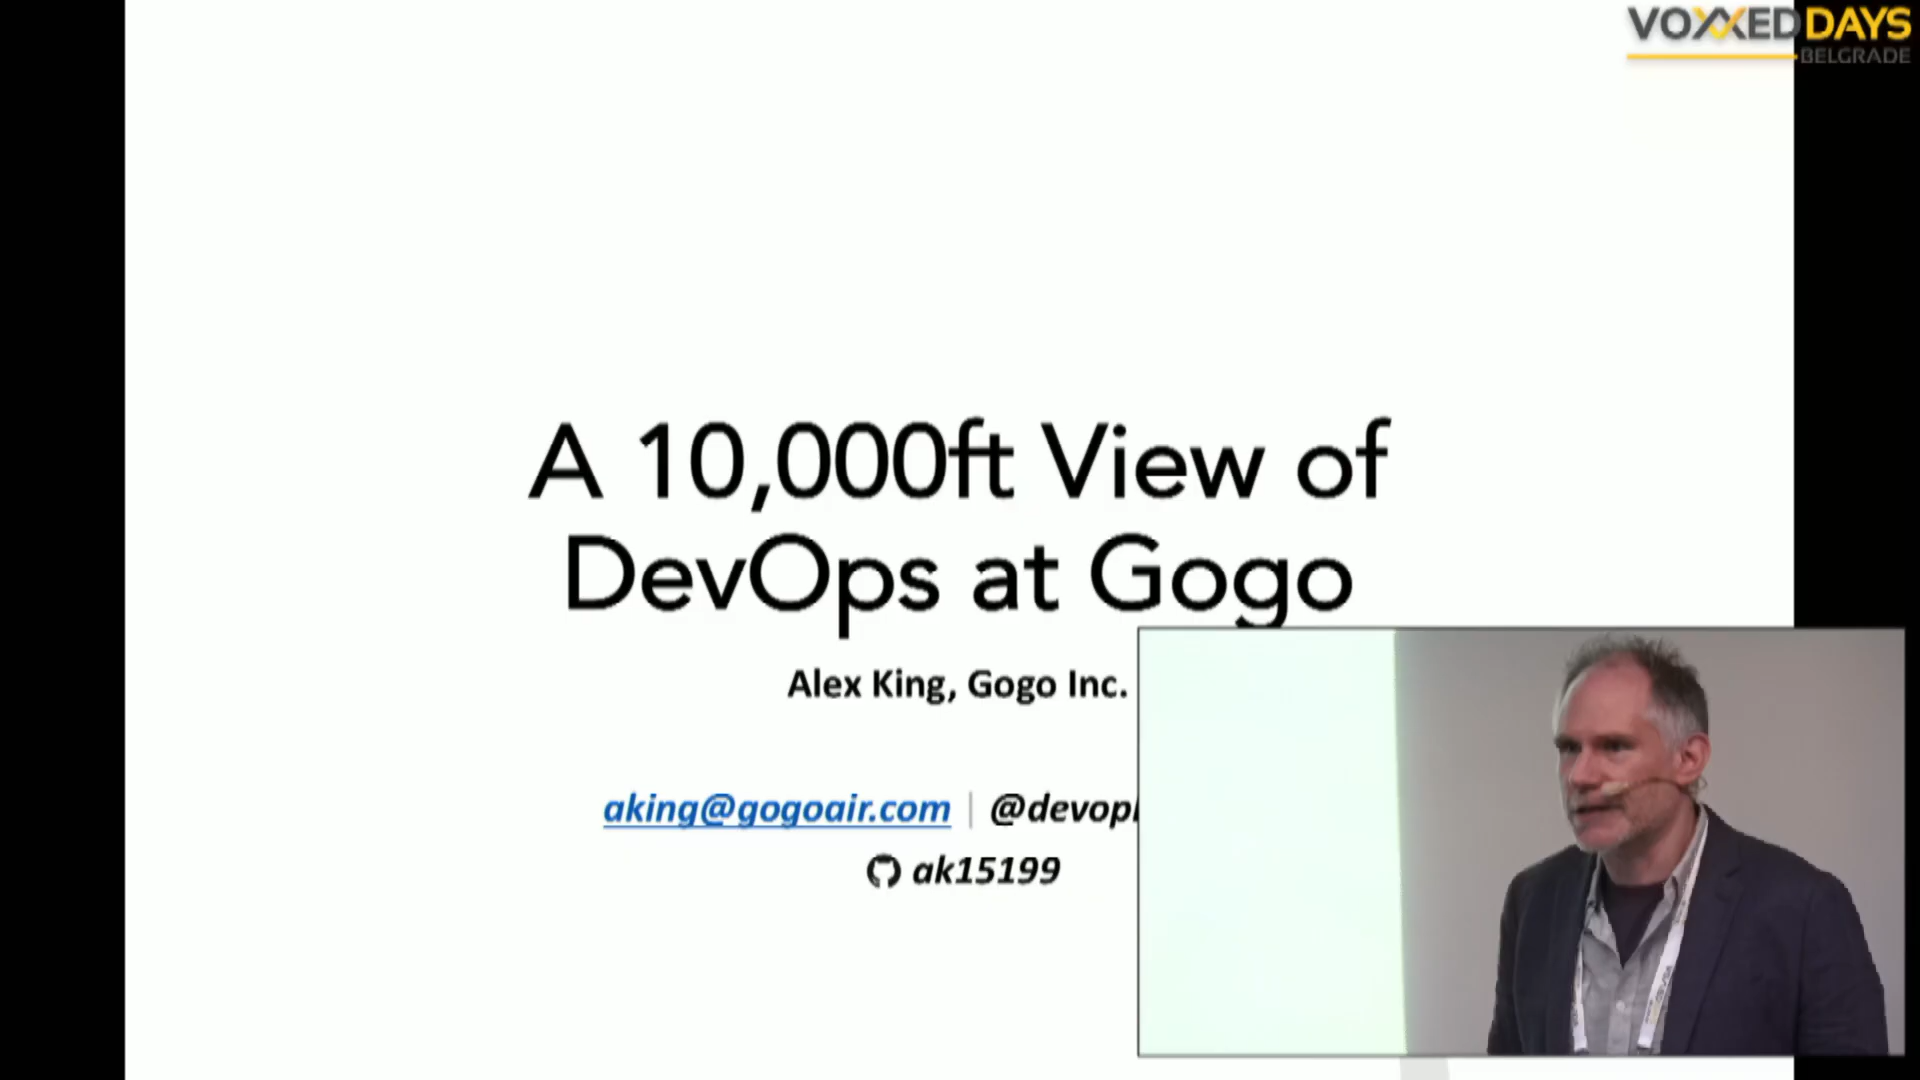 VOXXED DAYS
BELGRADE
A 10,000ft View of
DevOps at Gogo
Alex King, Gogo Inc.
aking@gogoair.com |
ak15199